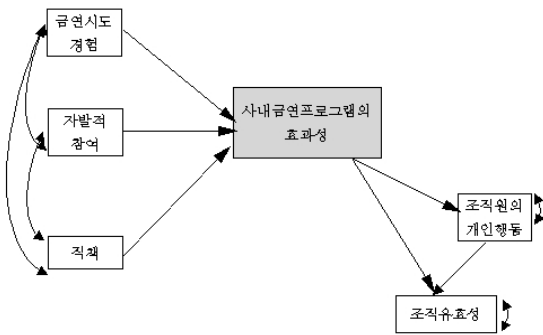 금연시도
경험
사내금연프로그램의
효과성
자발적
참여
조직원의
개인행동
직책
조직유효성